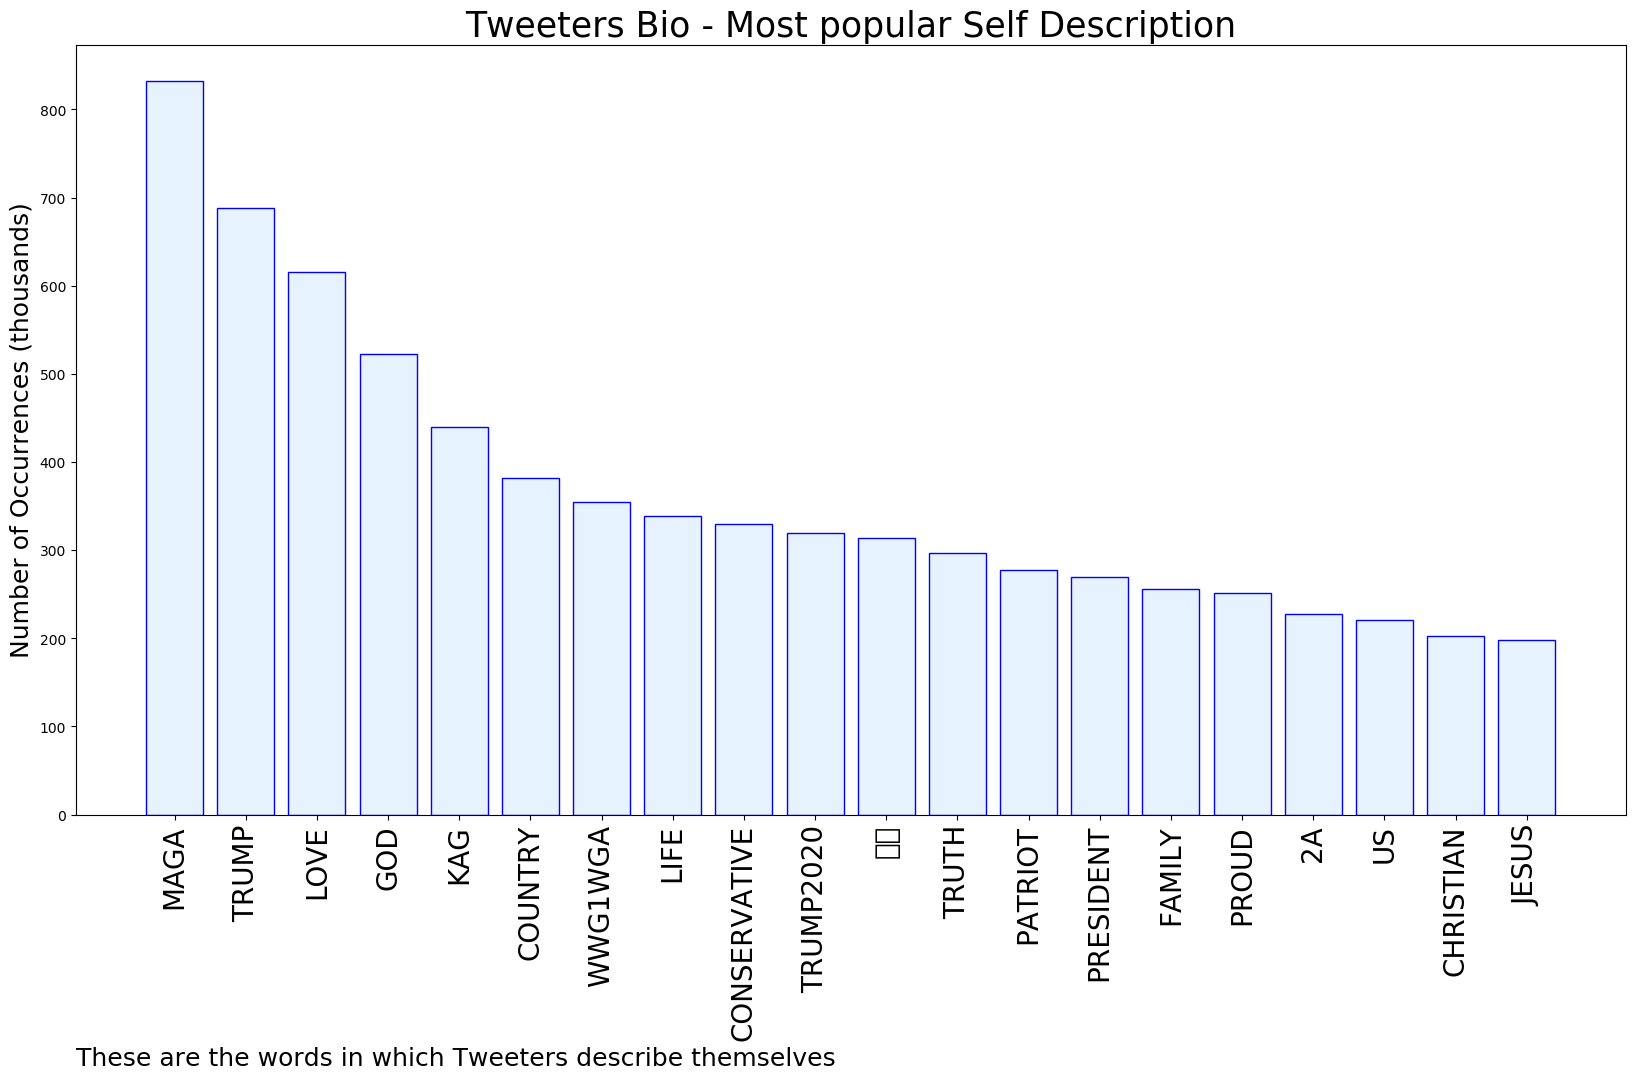 Tweeters Bio - Most popular Self Description
Number of Occurrences (thousands)
800
700
600
500
400
300
200
100
0
MAGA
TRUMP
LOVE
GOD
KAG
COUNTRY
WWG1WGA
LIFE
CONSERVATIVE
TRUMP2020
TRUTH
PATRIOT
PRESIDENT
FAMILY
PROUD
2A
US
CHRISTIAN
JESUS
These are the words in which Tweeters describe themselves